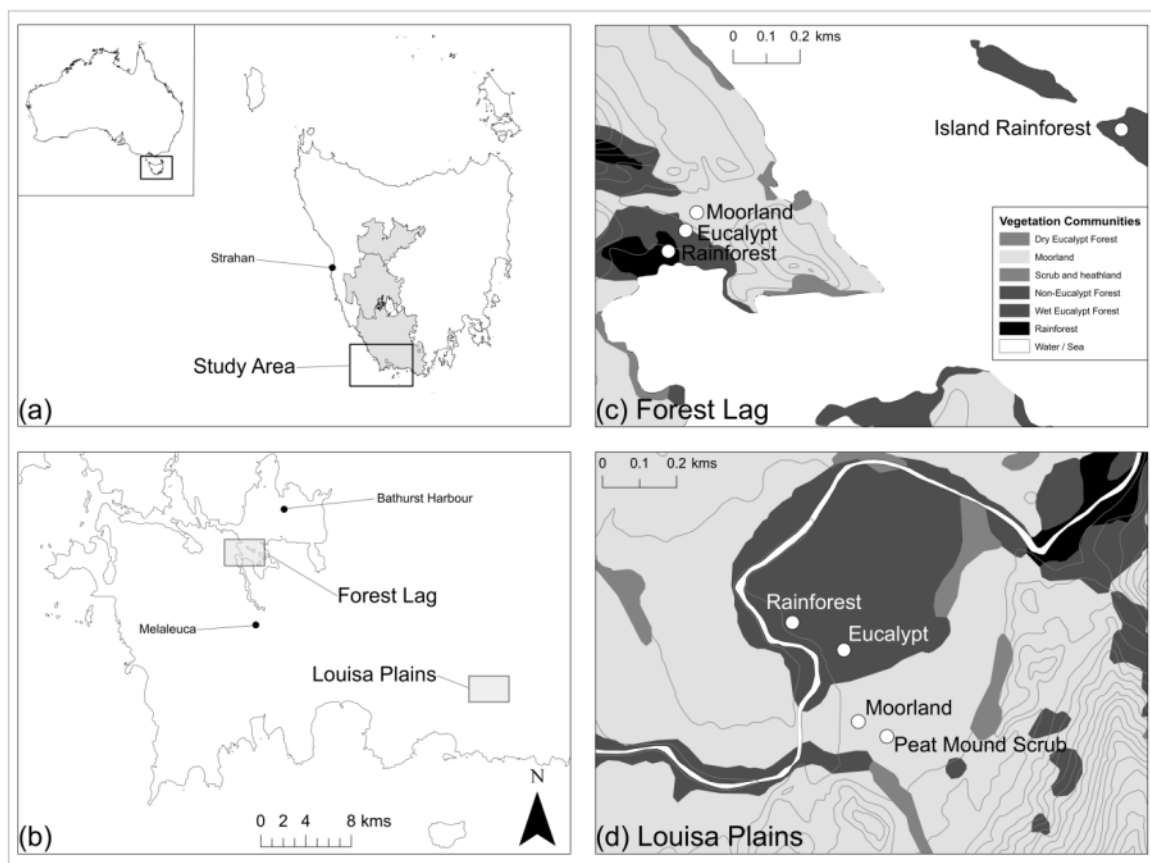 Strahan
Study Area
(a)
0 0.1 0.2 kms
Island Rainforest
Moorland
Eucalypt
Rainforest
Vegetation Communities
Dry Eucalypt Forest
Moorland
Scrub and heathland
Non-Eucalypt Forest
Wet Eucalypt Forest
Rainforest
Water / Sea
(c) Forest Lag
Bathurst Harbour
Forest Lag
Melaleuca
Louisa Plains
N
0 2 4 8 kms
(b)
0 0.1 0.2 kms
Rainforest
Eucalypt
Moorland
Peat Mound Scrub
(d) Louisa Plains